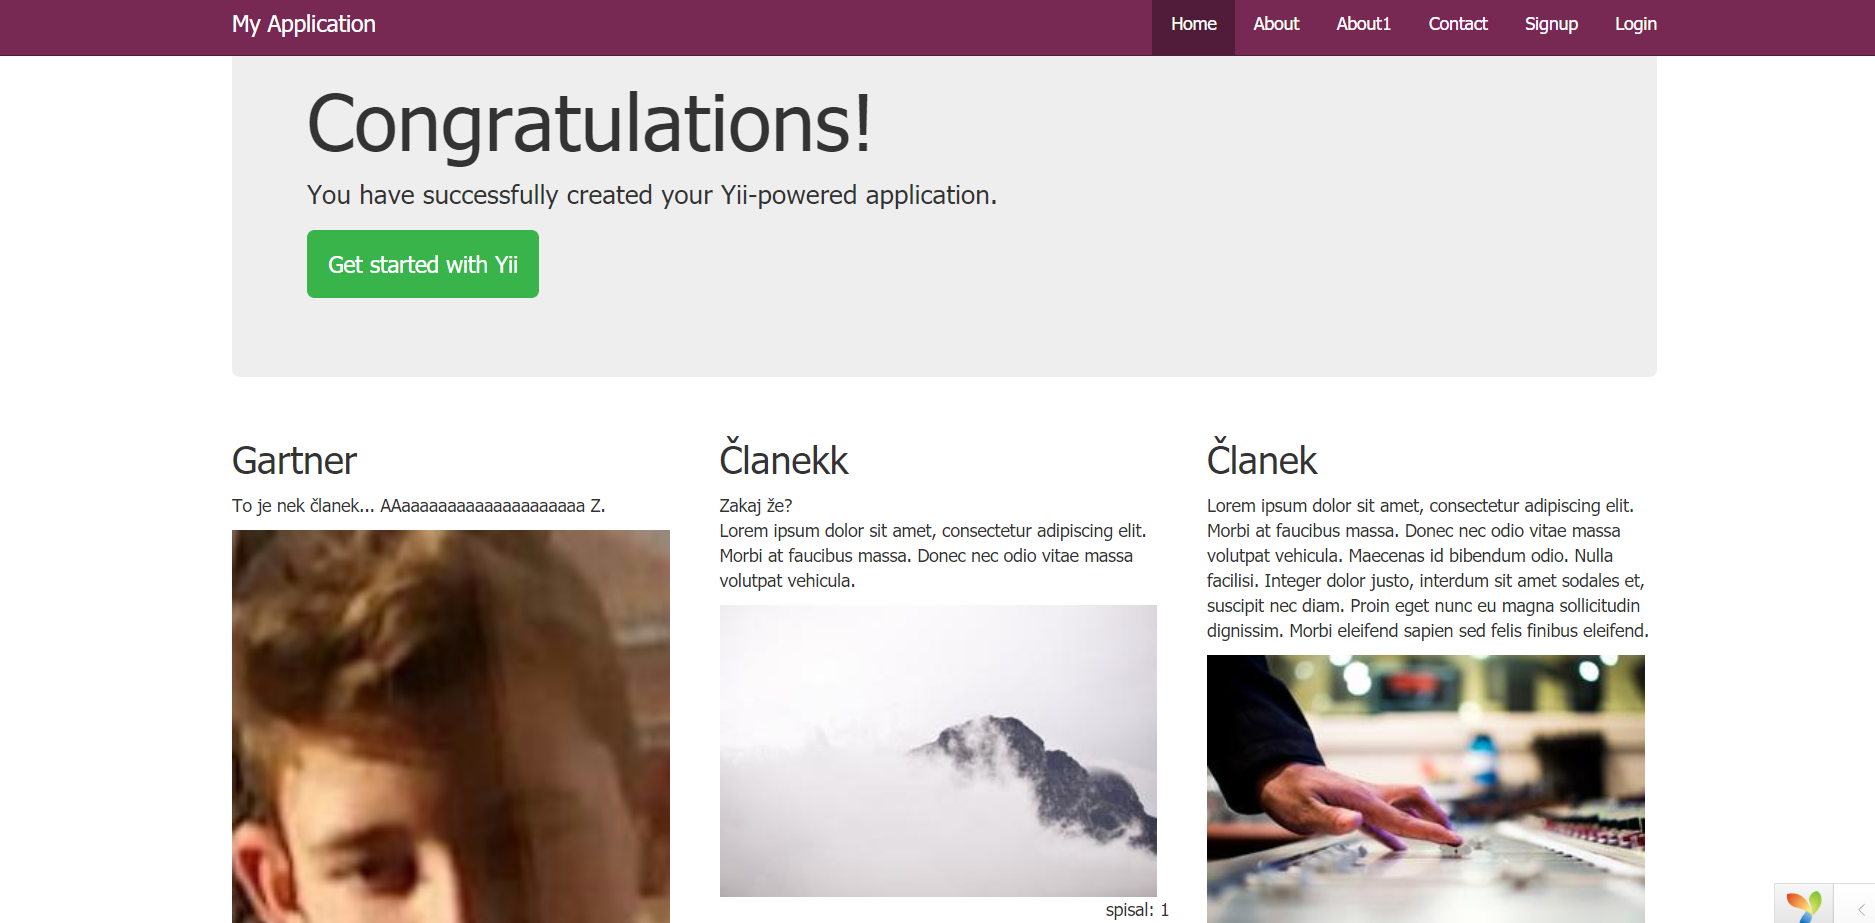 My Application
Home About About1 Contact Signup Login
Congratulations!
You have successfully created your Yii-powered application.
Get started with Yii
Gartner
To je nek članek... AAaaaaaaaaaaaaaaaaaaaa Z.
Članekk
Zakaj že?
Lorem ipsum dolor sit amet, consectetur adipiscing elit.
Morbi at faucibus massa. Donec nec odio vitae massa
volutpat vehicula.
spisal: 1
Članek
Lorem ipsum dolor sit amet, consectetur adipiscing elit.
Morbi at faucibus massa. Donec nec odio vitae massa
volutpat vehicula. Maecenas id bibendum odio. Nulla
facilisi. Integer dolor justo, interdum sit amet sodales et,
suscipit nec diam. Proin eget nunc eu magna sollicitudin
dignissim. Morbi eleifend sapien sed felis finibus eleifend.